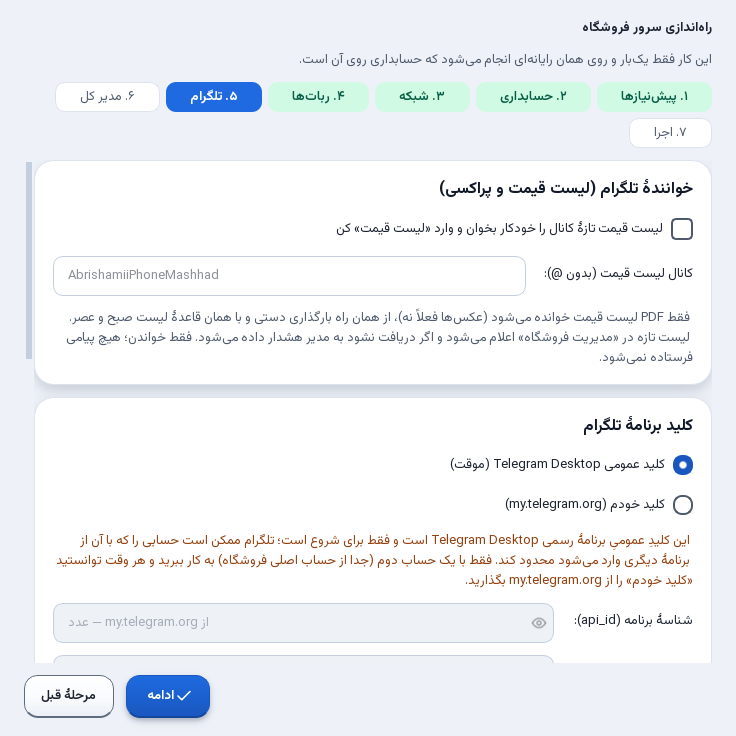 راه‌اندازی سرور فروشگاه
این کار فقط یک‌بار و روی همان رایانه‌ای انجام می‌شود که حسابداری روی آن است.
۱. پیش‌نیازها
۲. حسابداری
۳. شبکه
۴. ربات‌ها
۵. تلگرام
۶. مدیر کل
۷. اجرا
خوانندهٔ تلگرام (لیست قیمت و پراکسی)
لیست قیمت تازهٔ کانال را خودکار بخوان و وارد «لیست قیمت» کن
کانال لیست قیمت (بدون @):
AbrishamiiPhoneMashhad
فقط PDF لیست قیمت خوانده می‌شود (عکس‌ها فعلاً نه)، از همان راه بارگذاری دستی و با همان قاعدهٔ لیست صبح و عصر.
لیست تازه در «مدیریت فروشگاه» اعلام می‌شود و اگر دریافت نشود به مدیر هشدار داده می‌شود. فقط خواندن؛ هیچ پیامی
فرستاده نمی‌شود.
کلید برنامهٔ تلگرام
کلید عمومی Telegram Desktop (موقت)
کلید خودم (my.telegram.org)
این کلیدِ عمومیِ برنامهٔ رسمی Telegram Desktop است و فقط برای شروع است؛ تلگرام ممکن است حسابی را که با آن از
برنامهٔ دیگری وارد می‌شود محدود کند. فقط با یک حساب دوم (جدا از حساب اصلی فروشگاه) به کار ببرید و هر وقت توانستید
«کلید خودم» را از my.telegram.org بگذارید.
شناسهٔ برنامه (api_id):
از my.telegram.org — عدد
ادامه
مرحلهٔ قبل